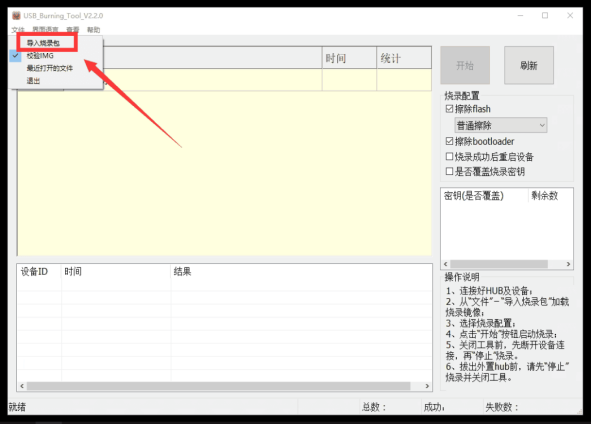 USB_Burning_Tool_V2.2.0
文件 界面语言 查看 帮助
导入烧录包
校验IMG
最近打开的文件
退出
时间 统计
开始 刷新
烧录配置
擦除flash
普通擦除
擦除bootloader
烧录成功后重启设备
是否覆盖烧录密钥
密钥(是否覆盖) 剩余数
设备ID 时间 结果
操作说明
1、连接好HUB及设备;
2、从“文件”-“导入烧录包”加载
烧录镜像;
3、选择烧录配置;
4、点击“开始”按钮启动烧录;
5、关闭工具前,先断开设备连
接,再“停止”烧录。
6、拔出外置hub前,请先“停止”
烧录并关闭工具。
就绪 总数: 成功: 失败数: